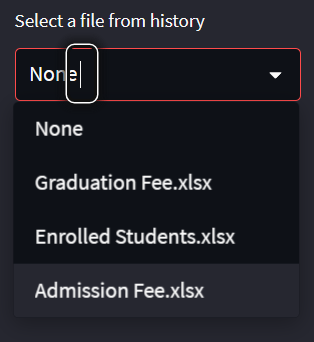 Select a file from history
None
None
Graduation Fee.xlsx
Enrolled Students.xlsx
Admission Fee.xlsx